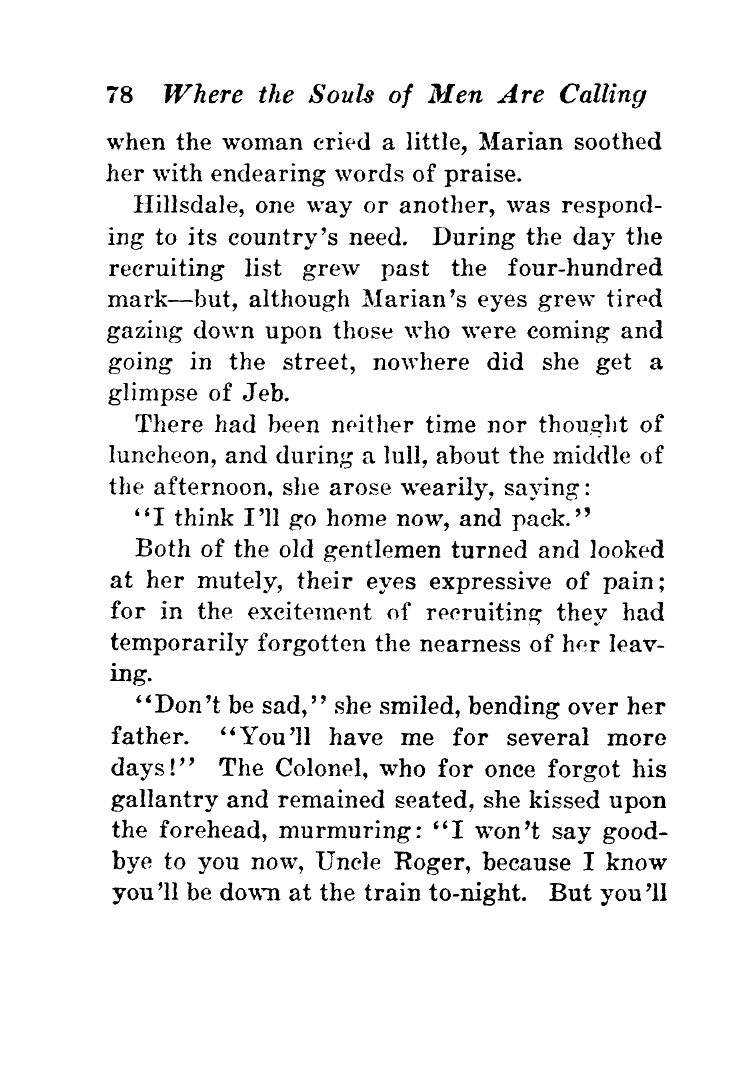 78 Where the Souls of Men Are Calling
when the woman cried a little, Marian soothed
her with endearing words of praise.
Hillsdale, one way or another, was respond-
ing to its country's need. During the day the
recruiting list grew past the four-hundred
mark—but, although Marian's eyes grew tired
gazing down upon those who were coming and
going in the street, nowhere did she get a
glimpse of Jeb.
There had been neither time nor thought of
luncheon, and during a lull, about the middle of
the afternoon, she arose wearily, saying:
"I think I'll go home now, and pack."
Both of the old gentlemen turned and looked
at her mutely, their eyes expressive of pain;
for in the excitement of recruiting they had
temporarily forgotten the nearness of her leav-
ing.
"Don't be sad," she smiled, bending over her
father. "You'll have me for several more
days!" The Colonel, who for once forgot his
gallantry and remained seated, she kissed upon
the forehead, murmuring: "I won't say good-
bye to you now, Uncle Roger, because I know
you'll be down at the train to-night. But you'll